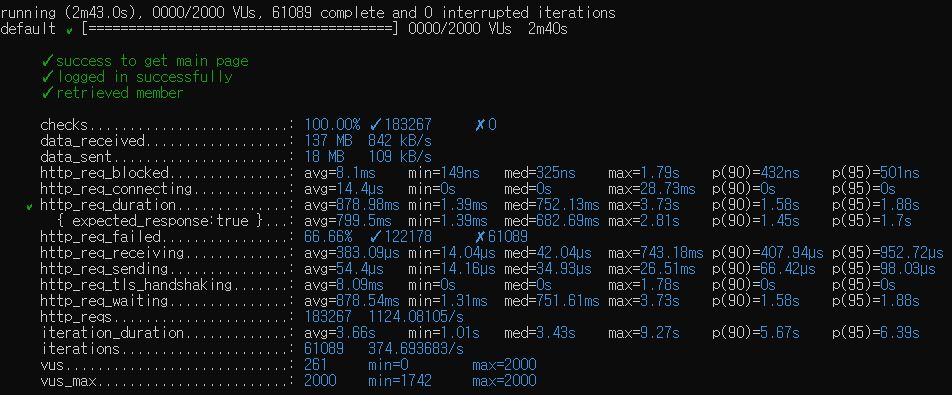 running (2m43.0s), 0000/2000 VUs, 61089 complete and 0 interrupted iterations
default ✓ [======================================] 0000/2000 VUs  2m40s
✓ success to get main page
✓ logged in successfully
✓ retrieved member
checks.........................: 100.00% ✓ 183267 ✗ 0
data_received..................: 137 MB 842 kB/s
data_sent......................: 18 MB 109 kB/s
http_req_blocked...............: avg=8.1ms min=149ns med=325ns max=1.79s p(90)=432ns p(95)=501ns
http_req_connecting............: avg=14.4µs min=0s med=0s max=28.73ms p(90)=0s p(95)=0s
✓ http_req_duration..............: avg=878.98ms min=1.39ms med=752.13ms max=3.73s p(90)=1.58s p(95)=1.88s
{ expected_response:true }...: avg=799.5ms min=1.39ms med=682.69ms max=2.81s p(90)=1.45s p(95)=1.7s
http_req_failed................: 66.66% ✓ 122178 ✗ 61089
http_req_receiving.............: avg=383.09µs min=14.04µs med=42.04µs max=743.18ms p(90)=407.94µs p(95)=952.72µs
http_req_sending...............: avg=54.4µs min=14.16µs med=34.93µs max=26.51ms p(90)=66.42µs p(95)=98.03µs
http_req_tls_handshaking.......: avg=8.09ms min=0s med=0s max=1.78s p(90)=0s p(95)=0s
http_req_waiting...............: avg=878.54ms min=1.31ms med=751.61ms max=3.73s p(90)=1.58s p(95)=1.88s
http_reqs......................: 183267 1124.08105/s
iteration_duration.............: avg=3.66s min=1.01s med=3.43s max=9.27s p(90)=5.67s p(95)=6.39s
iterations.....................: 61089 374.693683/s
vus............................: 261 min=0 max=2000
vus_max........................: 2000 min=1742 max=2000